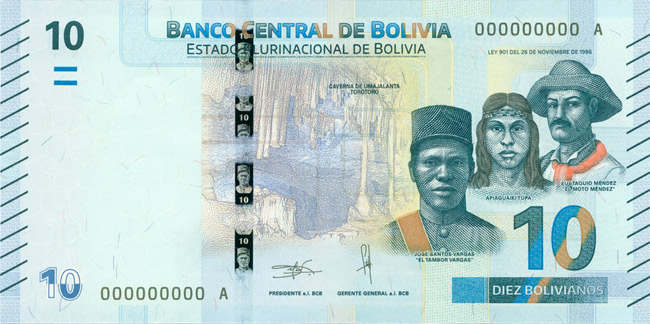 10
BANCO CENTRAL DE BOLIVIA
000000000 A
ESTADO PLURINACIONAL DE BOLIVIA
LEY 901 DEL 28 DE NOVIEMBRE DE 1986
CAVERNA DE UMAJALANTA
TOROTORO
10
10
10
10
EUSTAQUIO MÉNDEZ
"EL MOTO MÉNDEZ"
APIAGUAIKI TÜPA
JOSÉ SANTOS VARGAS
"EL TAMBOR VARGAS"
10
10
000000000 A
PRESIDENTE a.i. BCB
GERENTE GENERAL a.i. BCB
DIEZ BOLIVIANOS